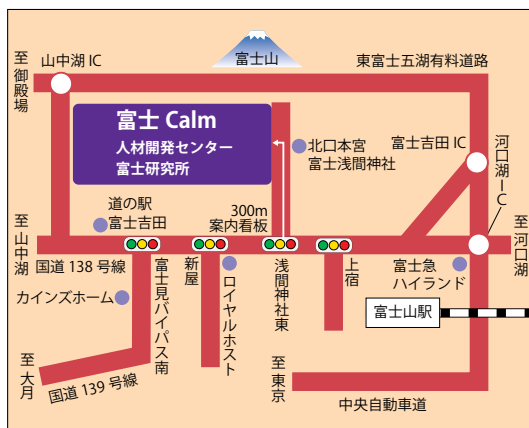 至御殿場
山中湖 IC
富士山
東富士五湖有料道路
富士 Calm
人材開発センター
富士研究所
北口本宮
富士浅間神社
富士吉田 IC
河口湖IC
道の駅
富士吉田
300m
案内看板
至山中湖
至河口湖
国道 138 号線
カインズホーム
富士見バイパス南
新屋
ロイヤルホスト
浅間神社東
上宿
富士急
ハイランド
富士山駅
至大月
国道 139 号線
至東京
中央自動車道